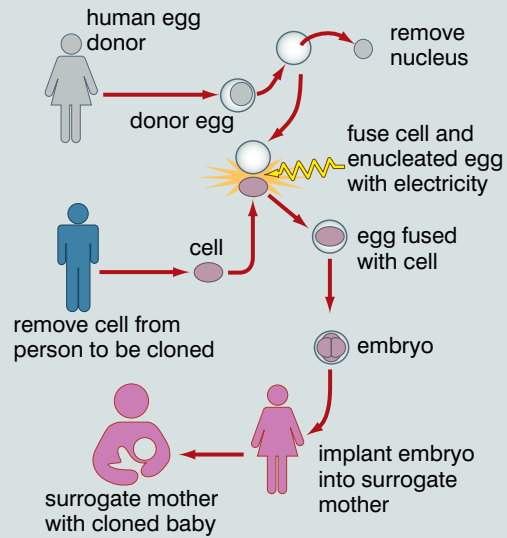 human egg
donor
remove
nucleus
donor egg
fuse cell and
enucleated egg
with electricity
cell
egg fused
with cell
remove cell from
person to be cloned
embryo
implant embryo
into surrogate
mother
surrogate mother
with cloned baby